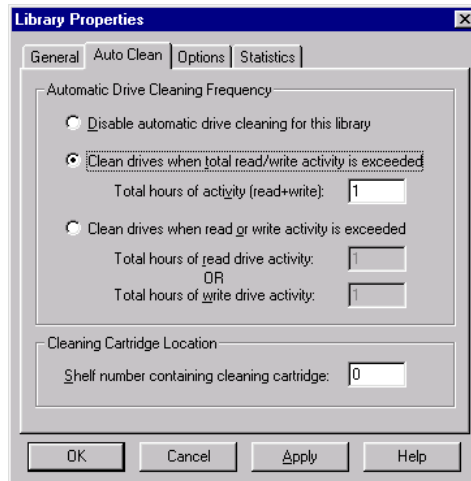 Library Properties
General Auto Clean Options Statistics
Automatic Drive Cleaning Frequency
Disable automatic drive cleaning for this library
Clean drives when total read/write activity is exceeded
Total hours of activity (read+write): 1
Clean drives when read or write activity is exceeded
Total hours of read drive activity: 1
OR
Total hours of write drive activity: 1
Cleaning Cartridge Location
Shelf number containing cleaning cartridge: 0
OK Cancel Apply Help